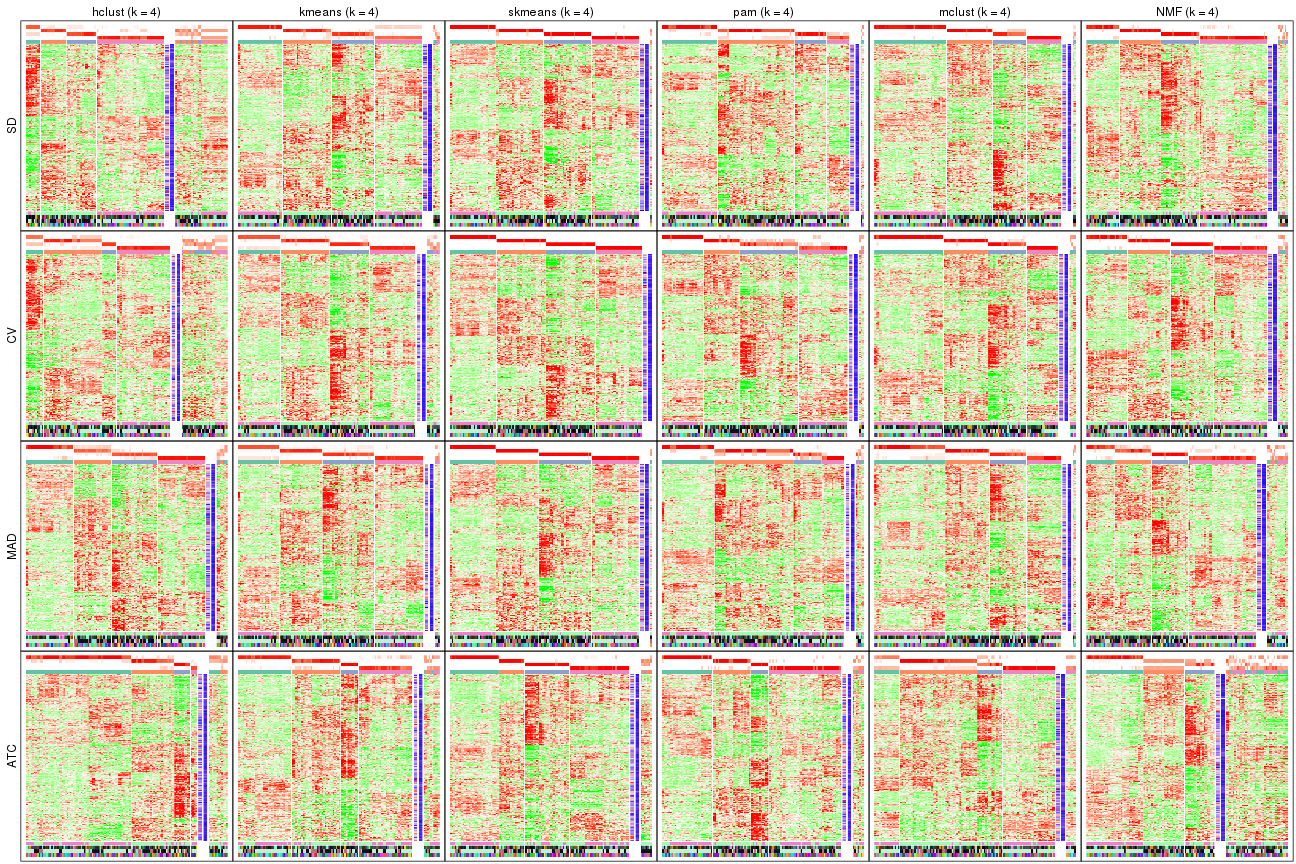 hclust (k = 4) kmeans (k = 4) skmeans (k = 4) pam (k = 4) mclust (k = 4) NMF (k = 4)
SD
CV
MAD
ATC